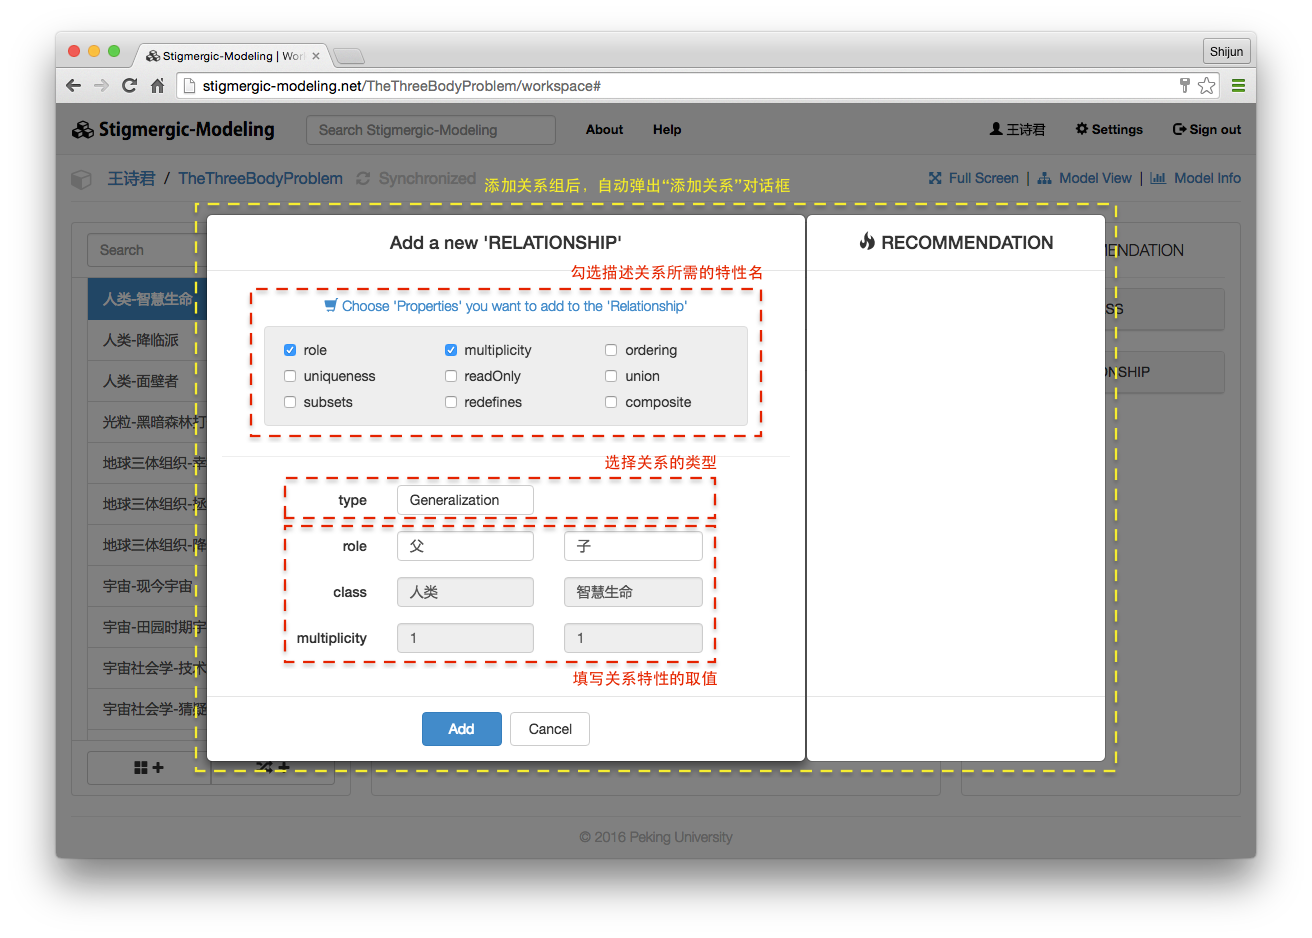 Stigmergic-Modeling | Wor
Shijun
stigmergic-modeling.net/TheThreeBodyProblem/workspace#
Stigmergic-Modeling
Search Stigmergic-Modeling
About
Help
王诗君
Settings
Sign out
王诗君 / TheThreeBodyProblem
Synchronized
添加关系组后，自动弹出“添加关系”对话框
Full Screen | Model View | Model Info
Search
Add a new 'RELATIONSHIP'
RECOMMENDATION
ENDATION
勾选描述关系所需的特性名
Choose 'Properties' you want to add to the 'Relationship'
role
multiplicity
ordering
uniqueness
readOnly
union
subsets
redefines
composite
SS
NSHIP
人类-智慧生命
人类-降临派
人类-面壁者
光粒-黑暗森林打
地球三体组织-幸
地球三体组织-拯
地球三体组织-降
宇宙-现今宇宙
宇宙-田园时期宇
宇宙社会学-技术
宇宙社会学-猜疑
选择关系的类型
type
Generalization
role
父
子
class
人类
智慧生命
multiplicity
1
1
填写关系特性的取值
Add
Cancel
© 2016 Peking University